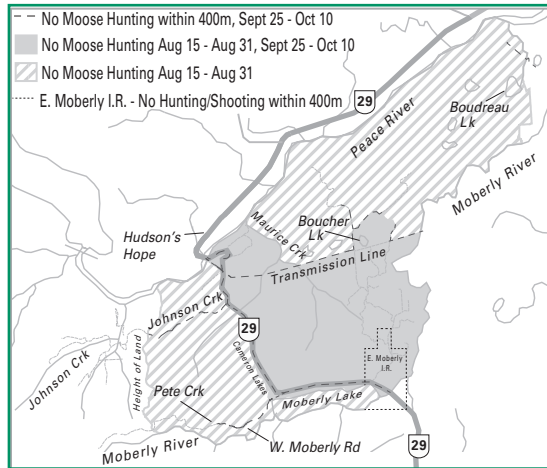 No Moose Hunting within 400m, Sept 25 - Oct 10
No Moose Hunting Aug 15 - Aug 31, Sept 25 - Oct 10
No Moose Hunting Aug 15 - Aug 31
E. Moberly I.R. - No Hunting/Shooting within 400m
29
Boudreau
Lk
Peace River
Moberly River
Hudson's
Hope
Maurice Crk
Boucher
Lk
Transmission Line
Johnson Crk
29
Johnson Crk
Height of Land
Cameron Lakes
E. Moberly
I.R.
Pete Crk
Moberly Lake
Moberly River
W. Moberly Rd
29